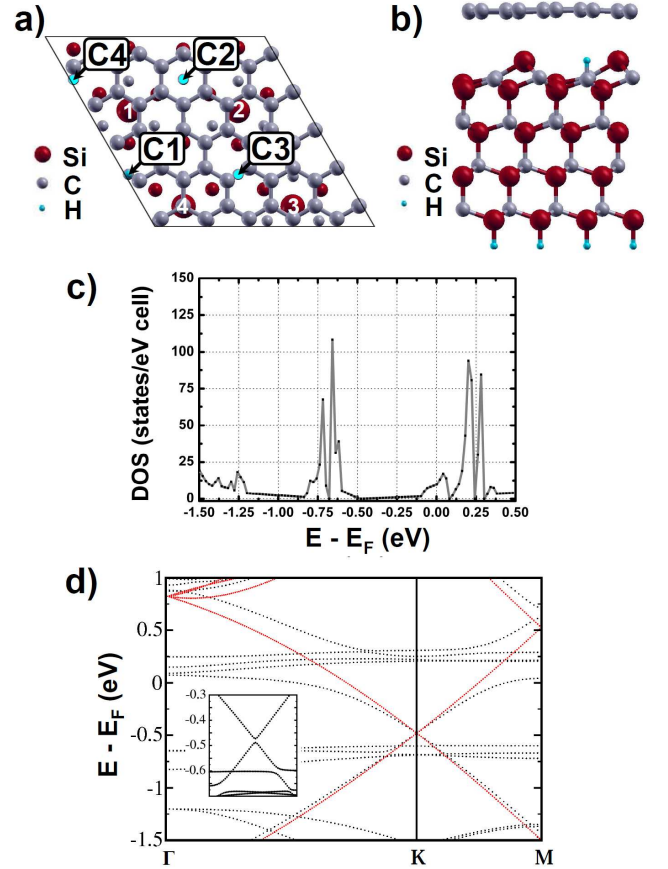 a)
b)
C4
C2
1
2
C1
C3
4
3
Si
C
H
Si
C
H
c)
DOS (states/eV cell)
150
125
100
75
50
25
0
-1.50 -1.25 -1.00 -0.75 -0.50 -0.25 0.00 0.25 0.50
E - EF (eV)
d)
E - EF (eV)
1
0.5
0
-0.5
-1
-1.5
-0.3
-0.4
-0.5
-0.6
Γ K M